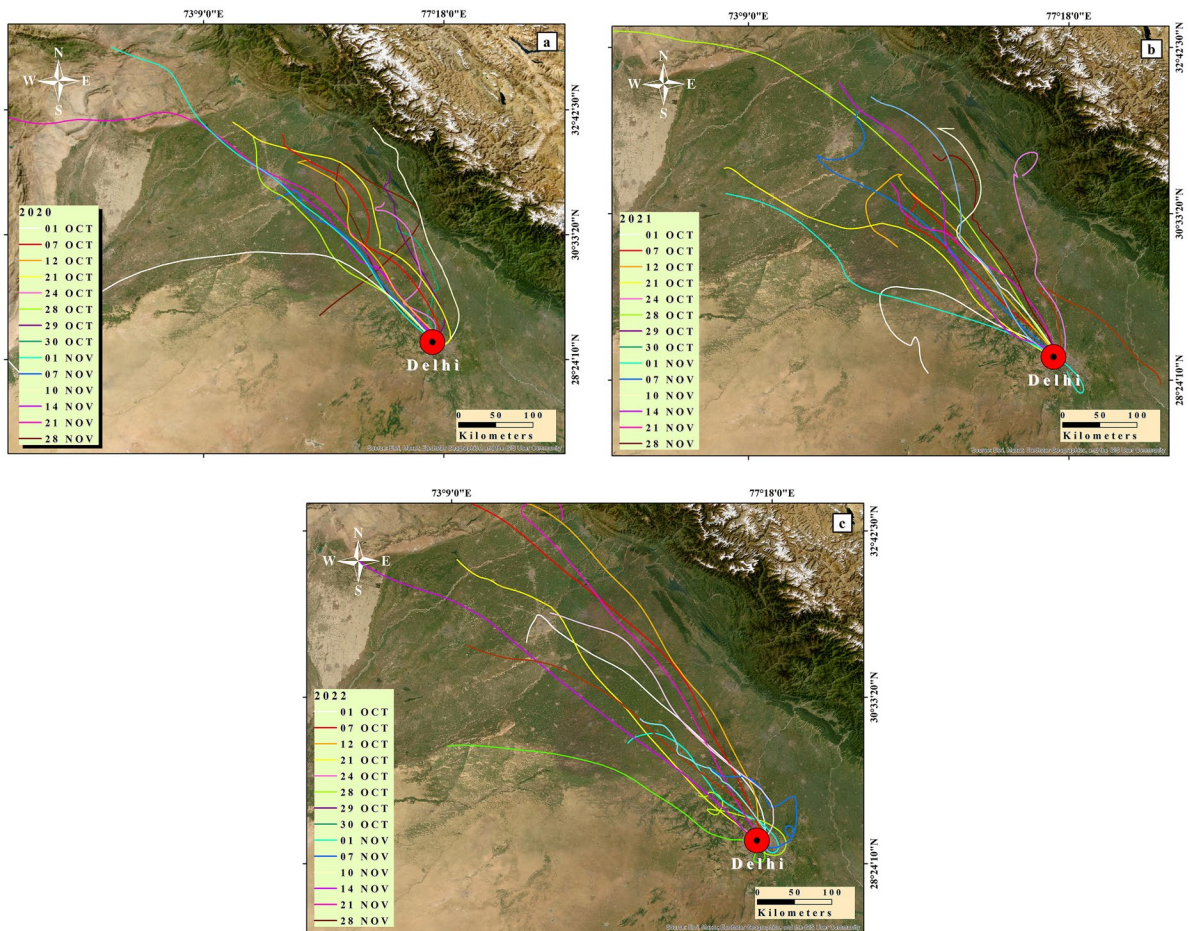 73°9'0"E
77°18'0"E
a
N
W
E
S
32°42'30"N
30°33'20"N
28°24'10"N
2020
01 OCT
07 OCT
12 OCT
21 OCT
24 OCT
28 OCT
29 OCT
30 OCT
01 NOV
07 NOV
10 NOV
14 NOV
21 NOV
28 NOV
Delhi
0 50 100
Kilometers
73°9'0"E
77°18'0"E
b
N
W
E
S
32°42'30"N
30°33'20"N
28°24'10"N
2021
01 OCT
07 OCT
12 OCT
21 OCT
24 OCT
28 OCT
29 OCT
30 OCT
01 NOV
07 NOV
10 NOV
14 NOV
21 NOV
28 NOV
Delhi
0 50 100
Kilometers
73°9'0"E
77°18'0"E
c
N
W
E
S
32°42'30"N
30°33'20"N
28°24'10"N
2022
01 OCT
07 OCT
12 OCT
21 OCT
24 OCT
28 OCT
29 OCT
30 OCT
01 NOV
07 NOV
10 NOV
14 NOV
21 NOV
28 NOV
Delhi
0 50 100
Kilometers